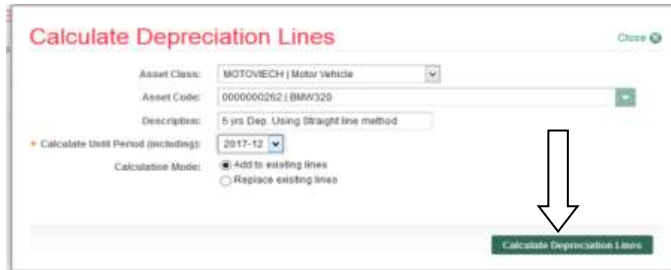 Calculate Depreciation Lines
Close
Asset Class: MOTOVIECH | Motor Vehicle
Asset Code: 0000000262 | BMW320
Description: 5 yrs Dep. Using Straight line method
* Calculate Until Period (including): 2017-12
Calculation Mode: Add to existing lines
Replace existing lines
Calculate Depreciation Lines